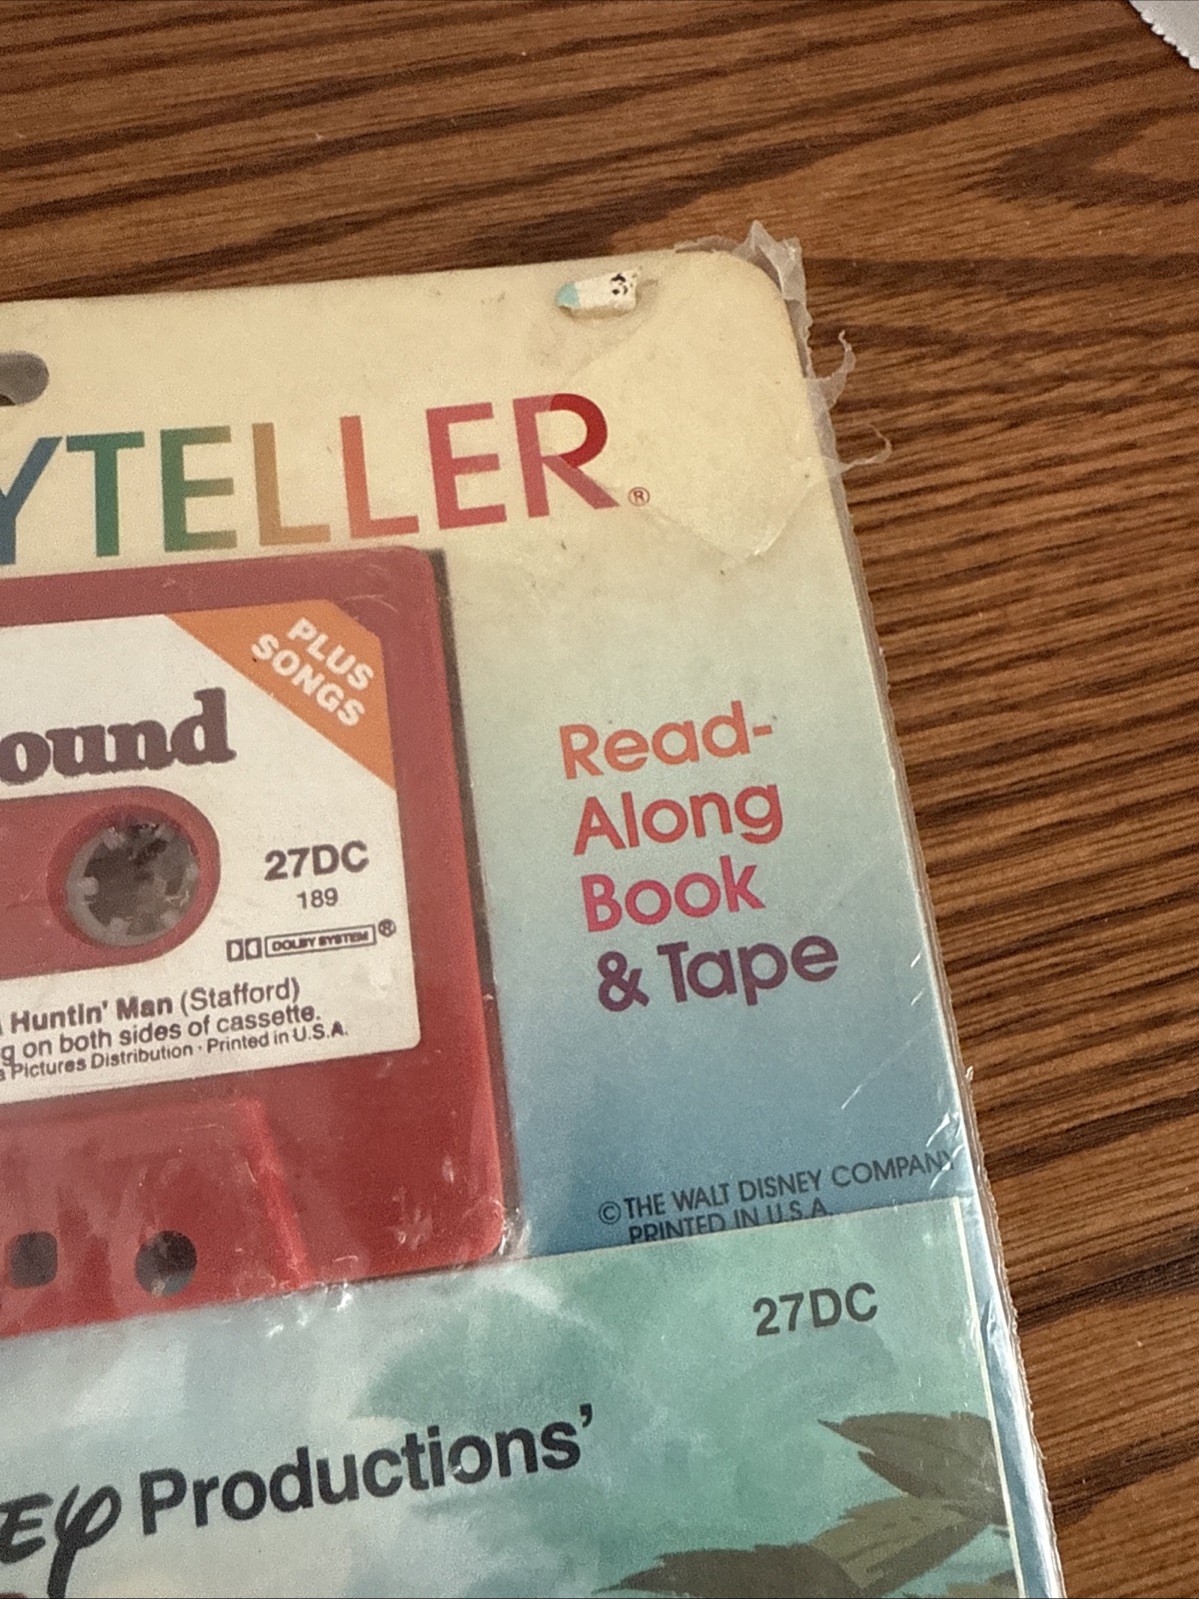 YTELLER®
PLUS
SONGS
ound
27DC
189
DOLBY SYSTEM®
Huntin' Man (Stafford)
g on both sides of cassette.
a Pictures Distribution · Printed in U.S.A.
Read-
Along
Book
& Tape
© THE WALT DISNEY COMPANY
PRINTED IN U.S.A.
27DC
EY Productions'